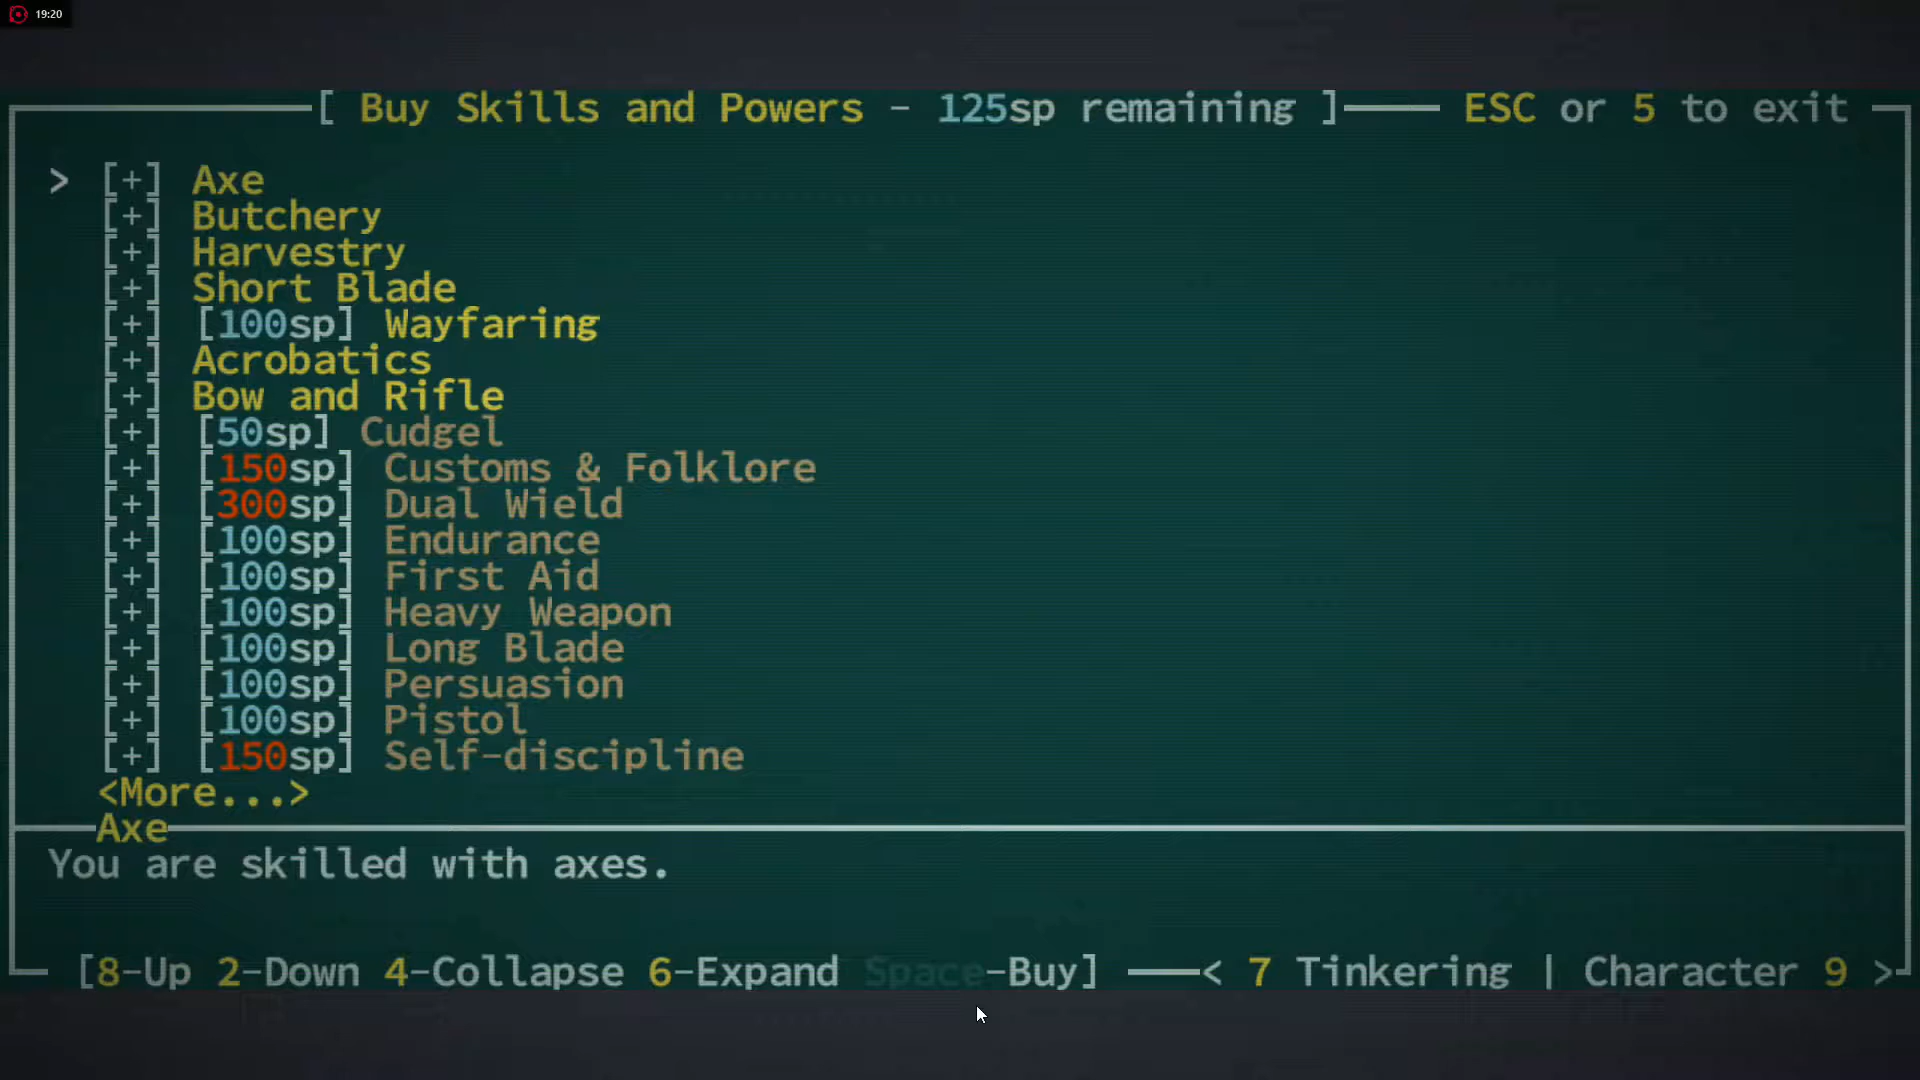 19:20
[ Buy Skills and Powers - 125sp remaining ] ESC or 5 to exit
> [+] Axe
[+] Butchery
[+] Harvestry
[+] Short Blade
[+] [100sp] Wayfaring
[+] Acrobatics
[+] Bow and Rifle
[+] [50sp] Cudgel
[+] [150sp] Customs & Folklore
[+] [300sp] Dual Wield
[+] [100sp] Endurance
[+] [100sp] First Aid
[+] [100sp] Heavy Weapon
[+] [100sp] Long Blade
[+] [100sp] Persuasion
[+] [100sp] Pistol
[+] [150sp] Self-discipline
<More...>
Axe
You are skilled with axes.
[8-Up 2-Down 4-Collapse 6-Expand Space-Buy] < 7 Tinkering | Character 9 >